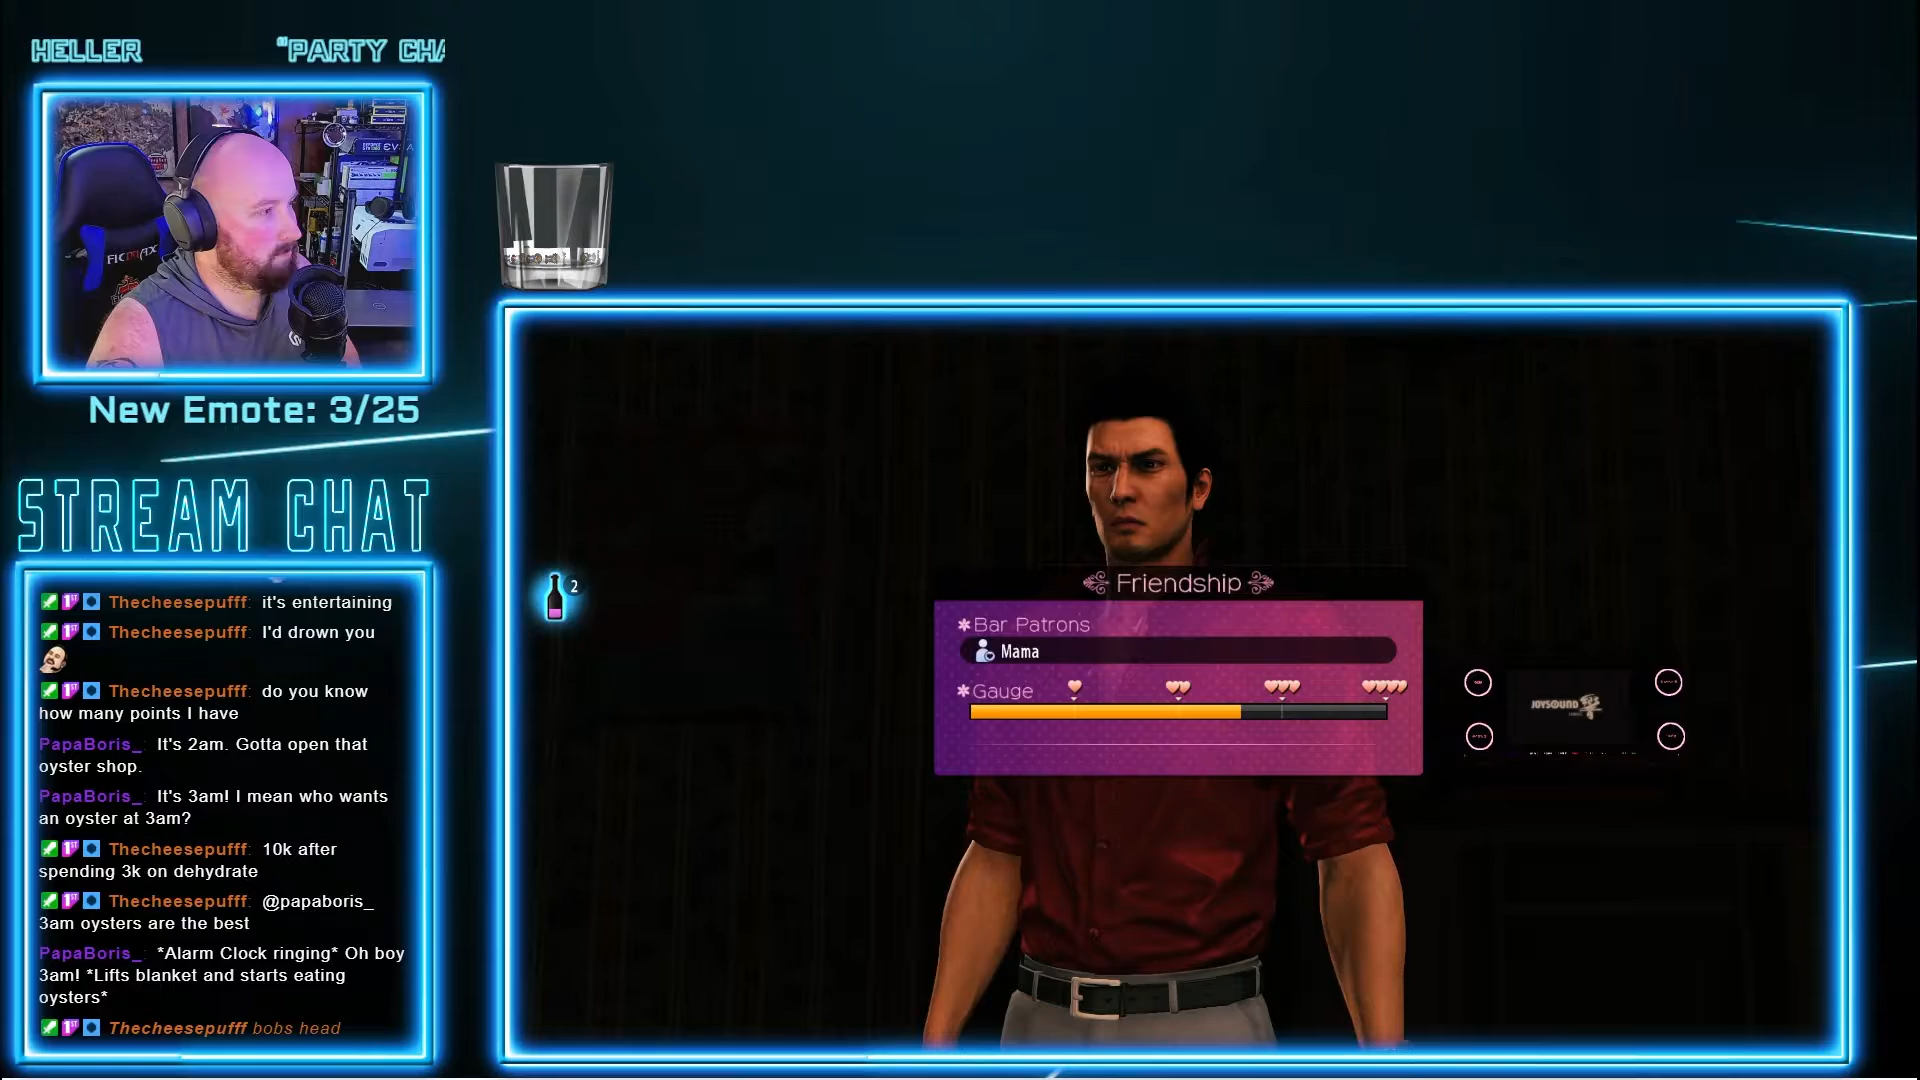 HELLER "PARTY CHA
FICMAX
EV
New Emote: 3/25
STREAM CHAT
Thecheesepufff: it's entertaining
Thecheesepufff: I'd drown you
Thecheesepufff: do you know
how many points I have
PapaBoris_: It's 2am. Gotta open that
oyster shop.
PapaBoris_: It's 3am! I mean who wants
an oyster at 3am?
Thecheesepufff: 10k after
spending 3k on dehydrate
Thecheesepufff: @papaboris_
3am oysters are the best
PapaBoris_: *Alarm Clock ringing* Oh boy
3am! *Lifts blanket and starts eating
oysters*
Thecheesepufff bobs head
2
Friendship
*Bar Patrons
Mama
*Gauge
JOYSOUND